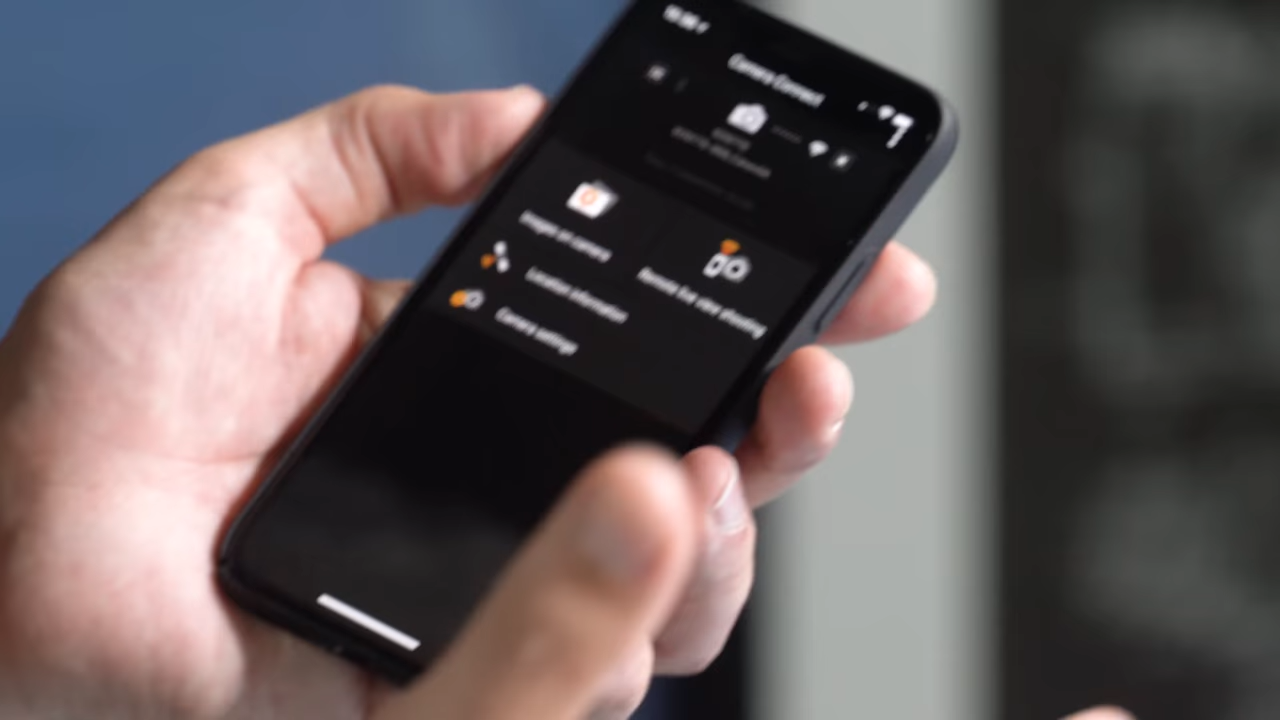 Camera Connect
Images on camera
Remote live view shooting
Location information
Camera settings